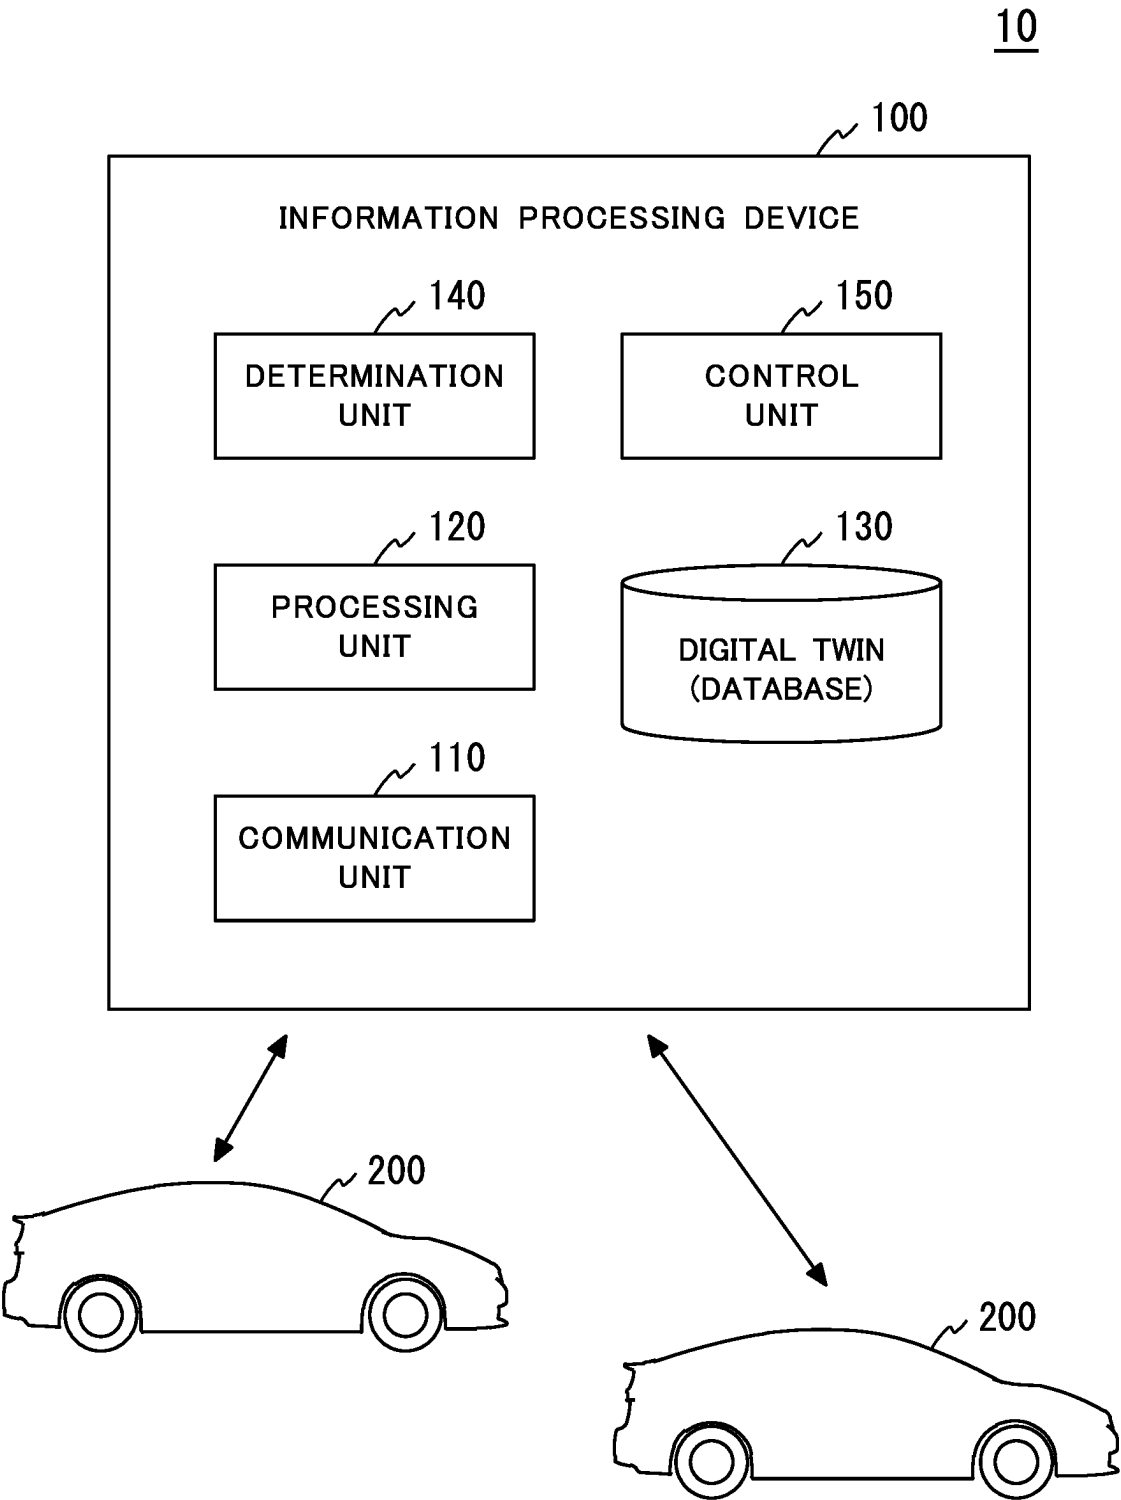 10
100
INFORMATION PROCESSING DEVICE
140
150
DETERMINATION
UNIT
CONTROL
UNIT
120
130
PROCESSING
UNIT
DIGITAL TWIN
(DATABASE)
110
COMMUNICATION
UNIT
200
200